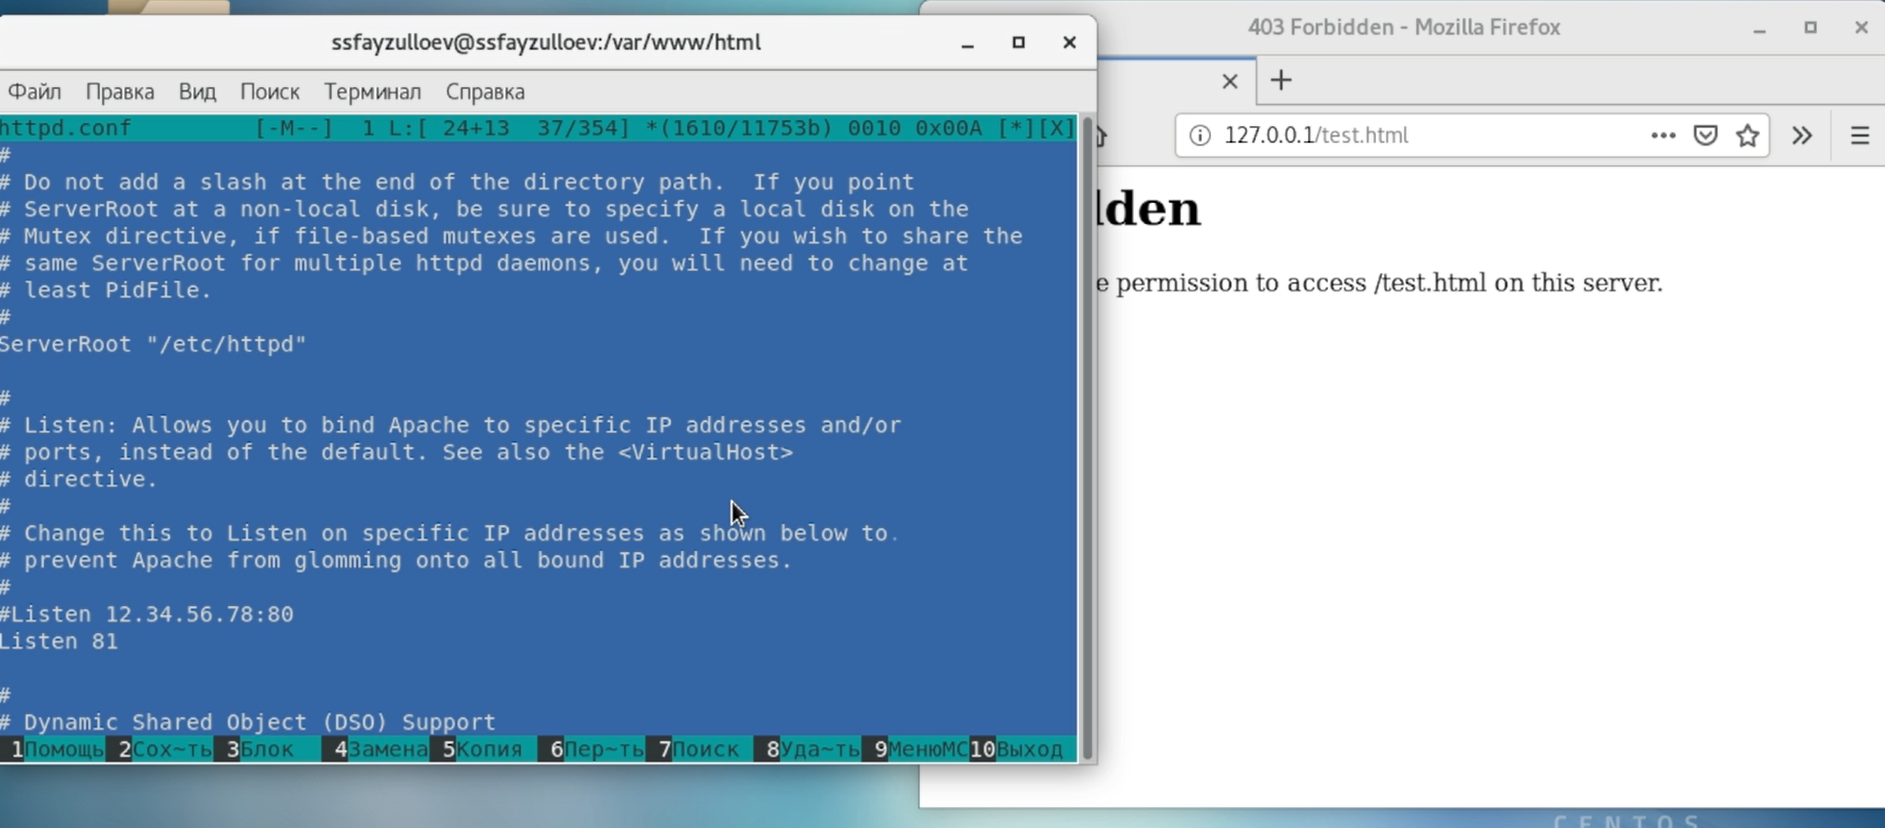 ssfayzulloev@ssfayzulloev:/var/www/html
Файл Правка Вид Поиск Терминал Справка
httpd.conf [-M--] 1 L:[ 24+13 37/354] *(1610/11753b) 0010 0x00A [*][X]
#
# Do not add a slash at the end of the directory path. If you point
# ServerRoot at a non-local disk, be sure to specify a local disk on the
# Mutex directive, if file-based mutexes are used. If you wish to share the
# same ServerRoot for multiple httpd daemons, you will need to change at
# least PidFile.
#
ServerRoot "/etc/httpd"
#
# Listen: Allows you to bind Apache to specific IP addresses and/or
# ports, instead of the default. See also the <VirtualHost>
# directive.
#
# Change this to Listen on specific IP addresses as shown below to.
# prevent Apache from glomming onto all bound IP addresses.
#
#Listen 12.34.56.78:80
Listen 81
#
# Dynamic Shared Object (DSO) Support
1Помощь 2Сох~ть 3Блок 4Замена 5Копия 6Пер~ть 7Поиск 8Уда~ть 9МенюМС 10Выход
403 Forbidden - Mozilla Firefox
127.0.0.1/test.html
dden
e permission to access /test.html on this server.
CENTOS